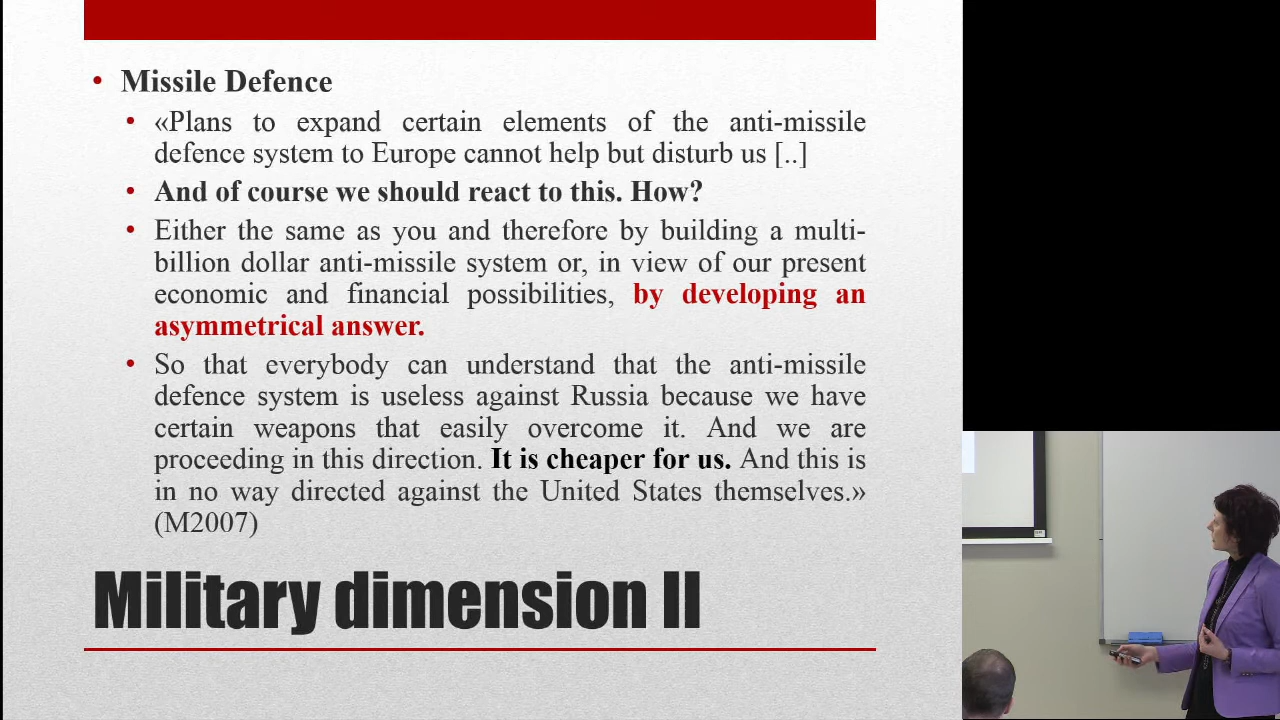 Missile Defence
«Plans to expand certain elements of the anti-missile
defence system to Europe cannot help but disturb us [..]
And of course we should react to this. How?
Either the same as you and therefore by building a multi-
billion dollar anti-missile system or, in view of our present
economic and financial possibilities, by developing an
asymmetrical answer.
So that everybody can understand that the anti-missile
defence system is useless against Russia because we have
certain weapons that easily overcome it. And we are
proceeding in this direction. It is cheaper for us. And this is
in no way directed against the United States themselves.»
(M2007)
Military dimension II